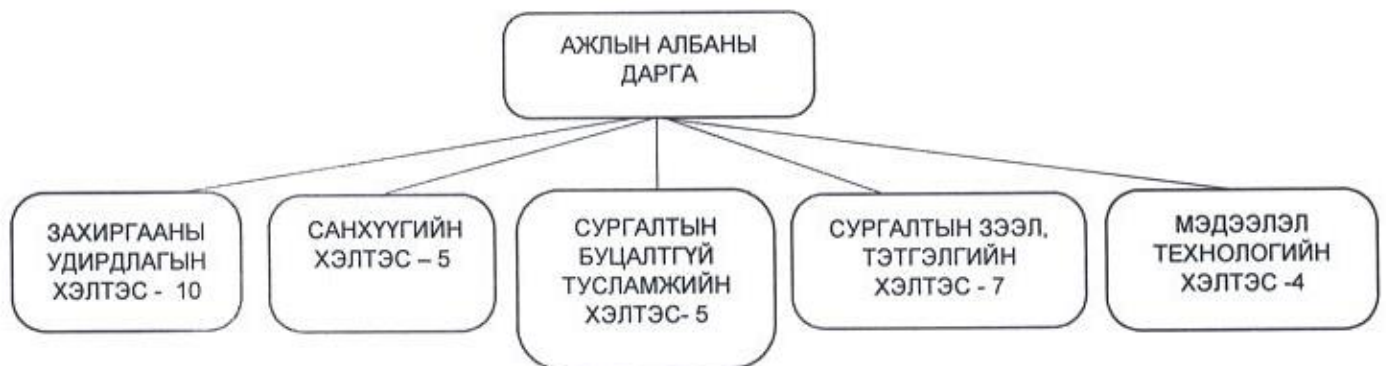 АЖЛЫН АЛБАНЫ
ДАРГА
ЗАХИРГААНЫ
УДИРДЛАГЫН
ХЭЛТЭС - 10
САНХҮҮГИЙН
ХЭЛТЭС – 5
СУРГАЛТЫН
БУЦАЛТГҮЙ
ТУСЛАМЖИЙН
ХЭЛТЭС- 5
СУРГАЛТЫН ЗЭЭЛ,
ТЭТГЭЛГИЙН
ХЭЛТЭС - 7
МЭДЭЭЛЭЛ
ТЕХНОЛОГИЙН
ХЭЛТЭС -4